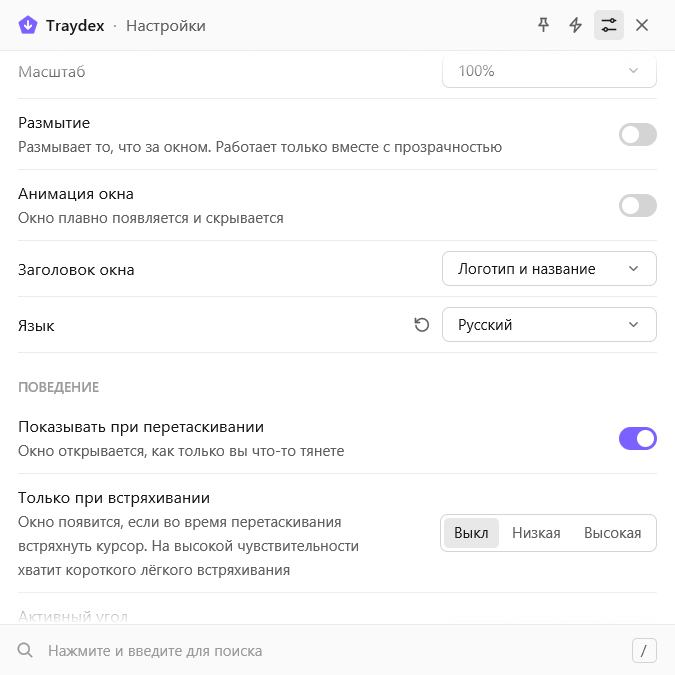 Traydex · Настройки
Масштаб
100%
Размытие
Размывает то, что за окном. Работает только вместе с прозрачностью
Анимация окна
Окно плавно появляется и скрывается
Заголовок окна
Логотип и название
Язык
Русский
ПОВЕДЕНИЕ
Показывать при перетаскивании
Окно открывается, как только вы что-то тянете
Только при встряхивании
Окно появится, если во время перетаскивания
встряхнуть курсор. На высокой чувствительности
хватит короткого лёгкого встряхивания
Выкл Низкая Высокая
Активный угол
Нажмите и введите для поиска
/